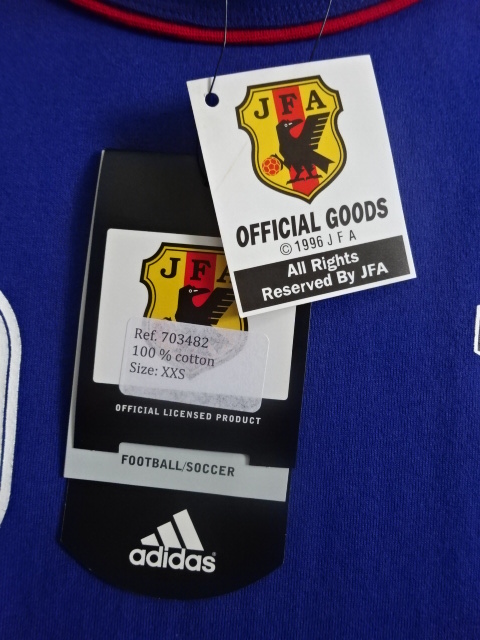 JFA
OFFICIAL GOODS
© 1996 J F A
All Rights
Reserved By JFA
JFA
Ref. 703482
100 % cotton
Size: XXS
OFFICIAL LICENSED PRODUCT
FOOTBALL/SOCCER
adidas